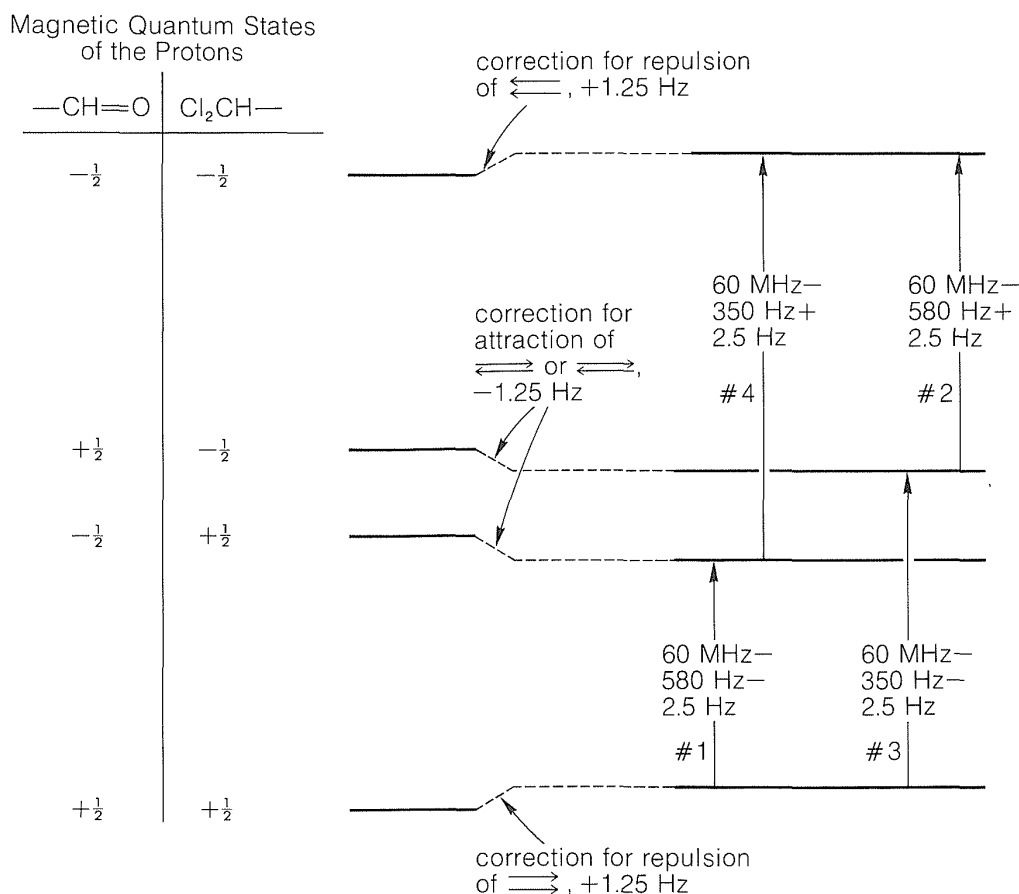 Magnetic Quantum States
of the Protons
—CH=O Cl₂CH—
correction for repulsion
of ⇇, +1.25 Hz
−½ −½
60 MHz−
350 Hz+
2.5 Hz
#4
60 MHz−
580 Hz+
2.5 Hz
#2
correction for
attraction of
⇄ or ⇆,
−1.25 Hz
+½ −½
−½ +½
60 MHz−
580 Hz−
2.5 Hz
#1
60 MHz−
350 Hz−
2.5 Hz
#3
+½ +½
correction for repulsion
of ⇉, +1.25 Hz